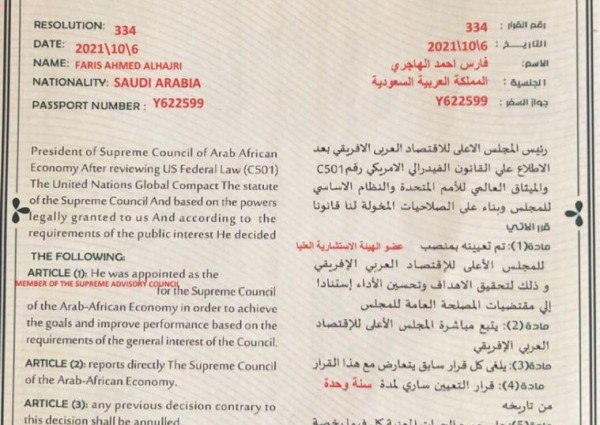 RESOLUTION: 334
DATE: 2021\10\6
NAME: FARIS AHMED ALHAJRI
NATIONALITY: SAUDI ARABIA
PASSPORT NUMBER : Y622599
President of Supreme Council of Arab African
Economy After reviewing US Federal Law (C501)
The United Nations Global Compact The statute
of the Supreme Council And based on the powers
legally granted to us And according to the
requirements of the public interest He decided
THE FOLLOWING:
ARTICLE (1): He was appointed as the
MEMBER OF THE SUPREME ADVISORY COUNCIL
for the Supreme Council
of the Arab-African Economy in order to achieve
the goals and improve performance based on the
requirements of the general interest of the Council.
ARTICLE (2): reports directly The Supreme Council
of the Arab-African Economy.
ARTICLE (3): any previous decision contrary to
this decision shall be annulled.
رقم القرار : 334
التاريـــخ : 2021\10\6
الاسم: فارس احمد الهاجري
الجنسية: المملكة العربية السعودية
جواز السفر : Y622599
رئيس المجلس الاعلى للاقتصاد العربى الافريقي بعد
الاطلاع علي القانون الفيدرالي الامريكي رقم C501
والميثاق العالمي للأمم المتحدة والنظام الاساسي
للمجلس وبناء على الصلاحيات المخولة لنا قانونا
قرر الاتي
مادة(1): تم تعيينه بمنصب عضو الهيئة الاستشارية العليا
للمجلس الأعلى للإقتصاد العربي الإفريقي
و ذلك لتحقيق الاهداف وتحسين الأداء إستنادا
إلى مقتضيات المصلحة العامة للمجلس
مادة(2): يتبع مباشرة المجلس الأعلى للإقتصاد
العربي الإفريقي
مادة(3): يلغى كل قرار سابق يتعارض مع هذا القرار
مادة(4): قرار التعيين ساري لمدة سنة وحدة
من تاريخه